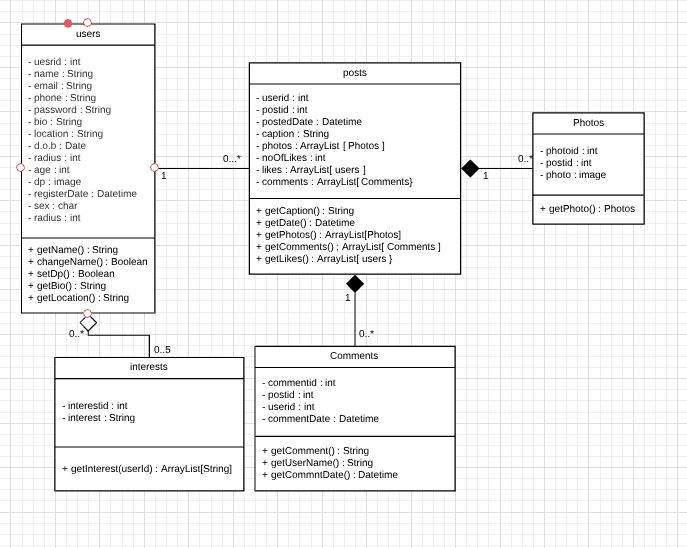 users
- uesrid : int
- name : String
- email : String
- phone : String
- password : String
- bio : String
- location : String
- d.o.b : Date
- radius : int
- age : int
- dp : image
- registerDate : Datetime
- sex : char
- radius : int
+ getName() : String
+ changeName() : Boolean
+ setDp() : Boolean
+ getBio() : String
+ getLocation() : String
1
0...*
posts
- userid : int
- postid : int
- postedDate : Datetime
- caption : String
- photos : ArrayList [ Photos ]
- noOfLikes : int
- likes : ArrayList[ users ]
- comments : ArrayList[ Comments}
+ getCaption() : String
+ getDate() : Datetime
+ getPhotos() : ArrayList[Photos]
+ getComments() ; ArrayList[ Comments ]
+ getLikes() : ArrayList[ users }
1
0..*
Photos
- photoid : int
- postid : int
- photo : image
+ getPhoto() : Photos
0..*
0..5
interests
- interestid : int
- interest : String
+ getInterest(userId) : ArrayList[String]
1
0..*
Comments
- commentid : int
- postid : int
- userid : int
- commentDate : Datetime
+ getComment() : String
+ getUserName() : String
+ getCommntDate() : Datetime